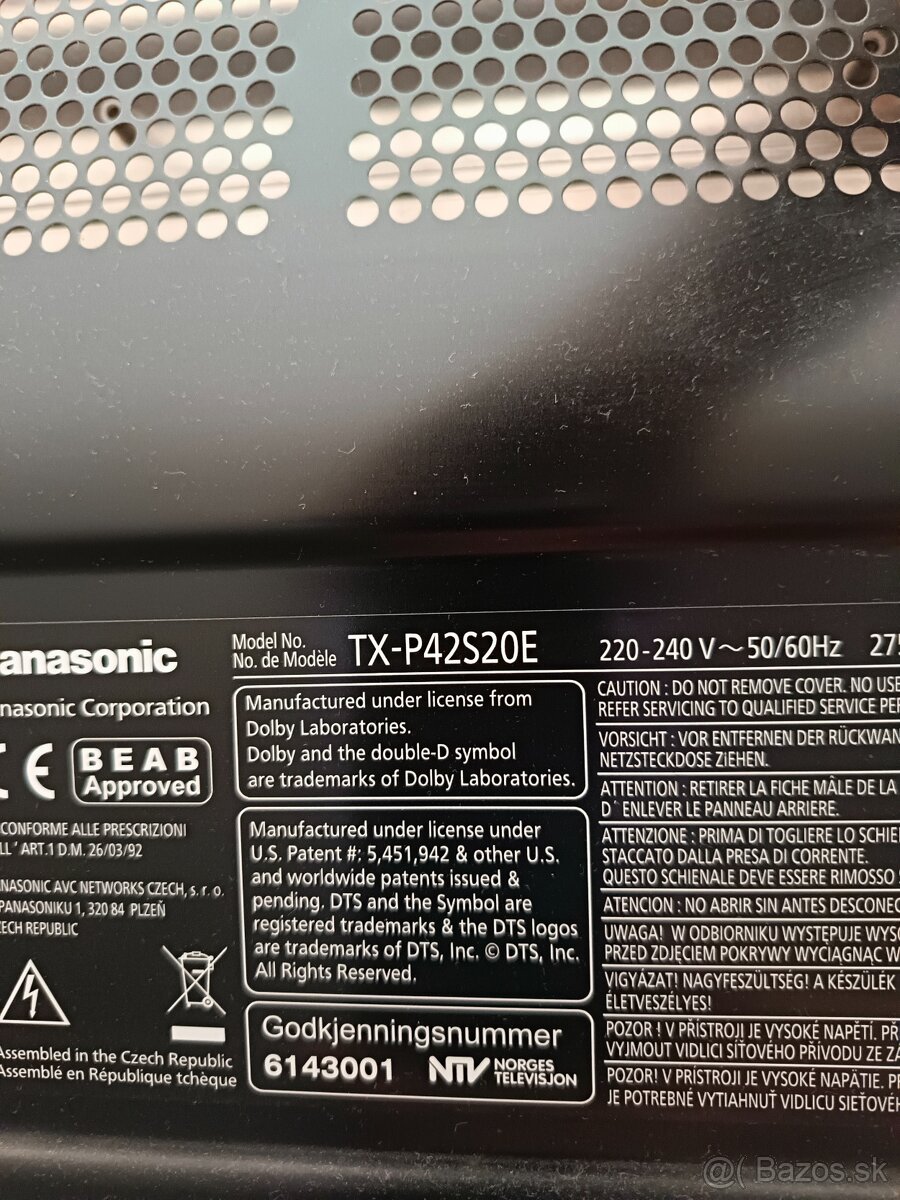 anasonic
Model No.
No. de Modèle
TX-P42S20E
220-240 V～50/60Hz 275
nasonic Corporation
CE
BEAB
Approved
CONFORME ALLE PRESCRIZIONI
LL'ART.1 D.M. 26/03/92
NASONIC AVC NETWORKS CZECH, s. r. o.
PANASONIKU 1, 320 84 PLZEŇ
ECH REPUBLIC
Assembled in the Czech Republic
Assemblé en République tchèque
Manufactured under license from
Dolby Laboratories.
Dolby and the double-D symbol
are trademarks of Dolby Laboratories.
Manufactured under license under
U.S. Patent #: 5,451,942 & other U.S.
and worldwide patents issued &
pending. DTS and the Symbol are
registered trademarks & the DTS logos
are trademarks of DTS, Inc. © DTS, Inc.
All Rights Reserved.
Godkjenningsnummer
6143001 NTV NORGES
TELEVISJON
CAUTION : DO NOT REMOVE COVER. NO USE
REFER SERVICING TO QUALIFIED SERVICE PE
VORSICHT : VOR ENTFERNEN DER RÜCKWAN
NETZSTECKDOSE ZIEHEN.
ATTENTION : RETIRER LA FICHE MÂLE DE LA
D`ENLEVER LE PANNEAU ARRIERE.
ATTENZIONE : PRIMA DI TOGLIERE LO SCHIE
STACCATO DALLA PRESA DI CORRENTE.
QUESTO SCHIENALE DEVE ESSERE RIMOSSO
ATENCION : NO ABRIR SIN ANTES DESCONEC
UWAGA! W ODBIORNIKU WYSTĘPUJE WYSO
PRZED ZDJĘCIEM POKRYWY WYCIĄGNĄĆ W
VIGYÁZAT! NAGYFESZÜLTSÉG! A KÉSZÜLÉK
ÉLETVESZÉLYES!
POZOR ! V PŘÍSTROJI JE VYSOKÉ NAPĚTÍ. PŘ
VYJMOUT VIDLICI SÍŤOVÉHO PŘÍVODU ZE ZÁ
POZOR! V PRÍSTROJI JE VYSOKÉ NAPÄTIE. P
JE POTREBNÉ VYTIAHNUŤ VIDLICU SIEŤOVÉH
@( Bazos.sk